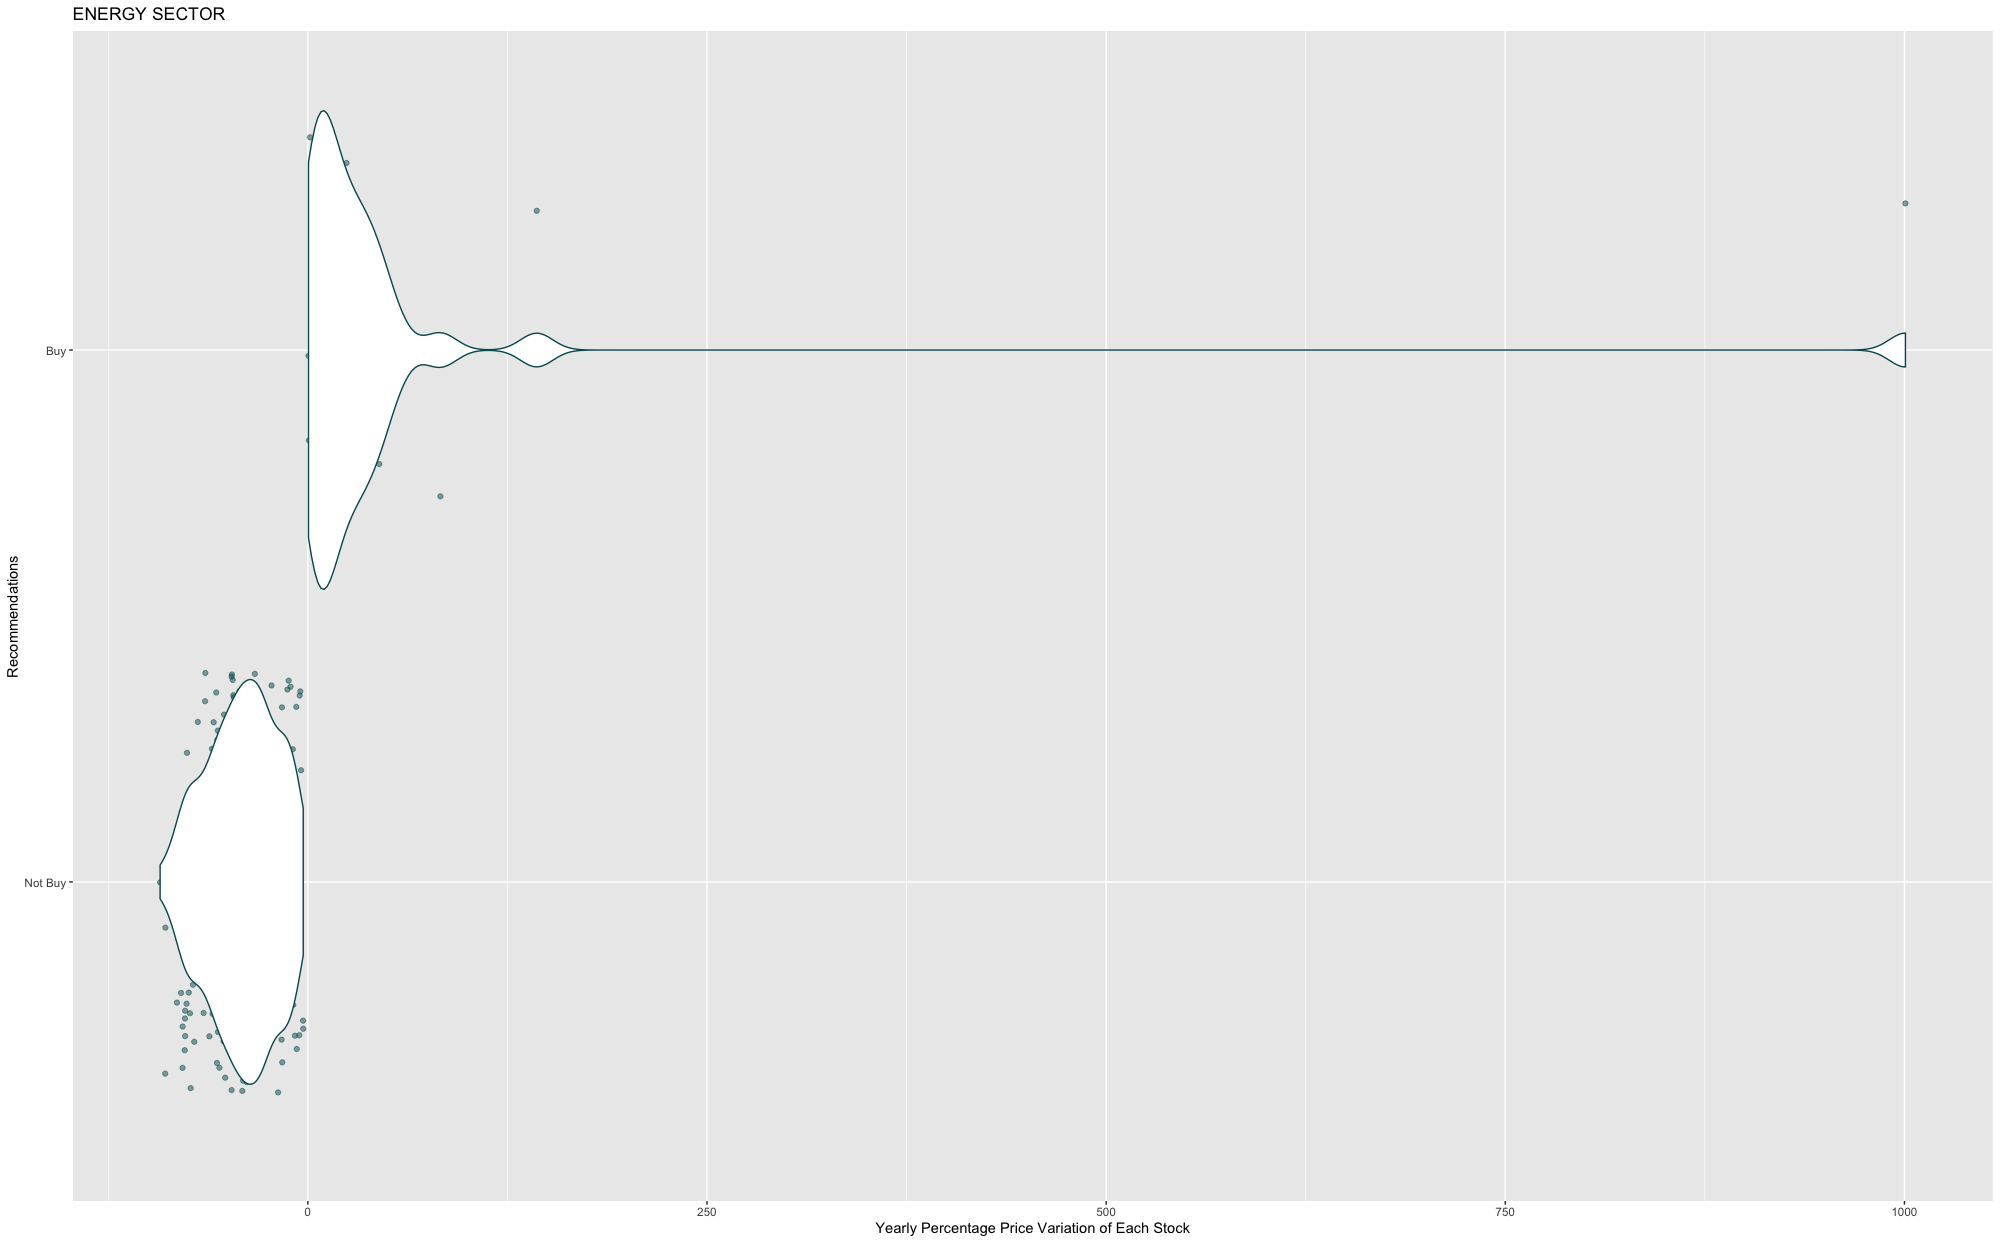 ENERGY SECTOR
Buy
Recommendations
Not Buy
0 250 500 750 1000
Yearly Percentage Price Variation of Each Stock